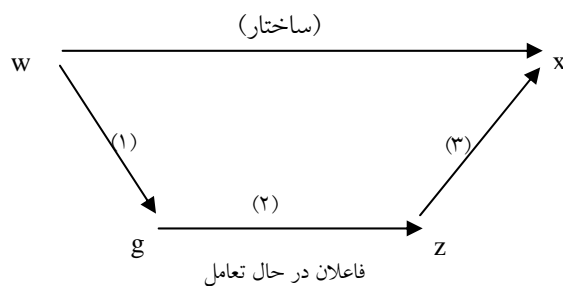 (ساختار)
w
x
(۱)
(۳)
(۲)
g
z
فاعلان در حال تعامل